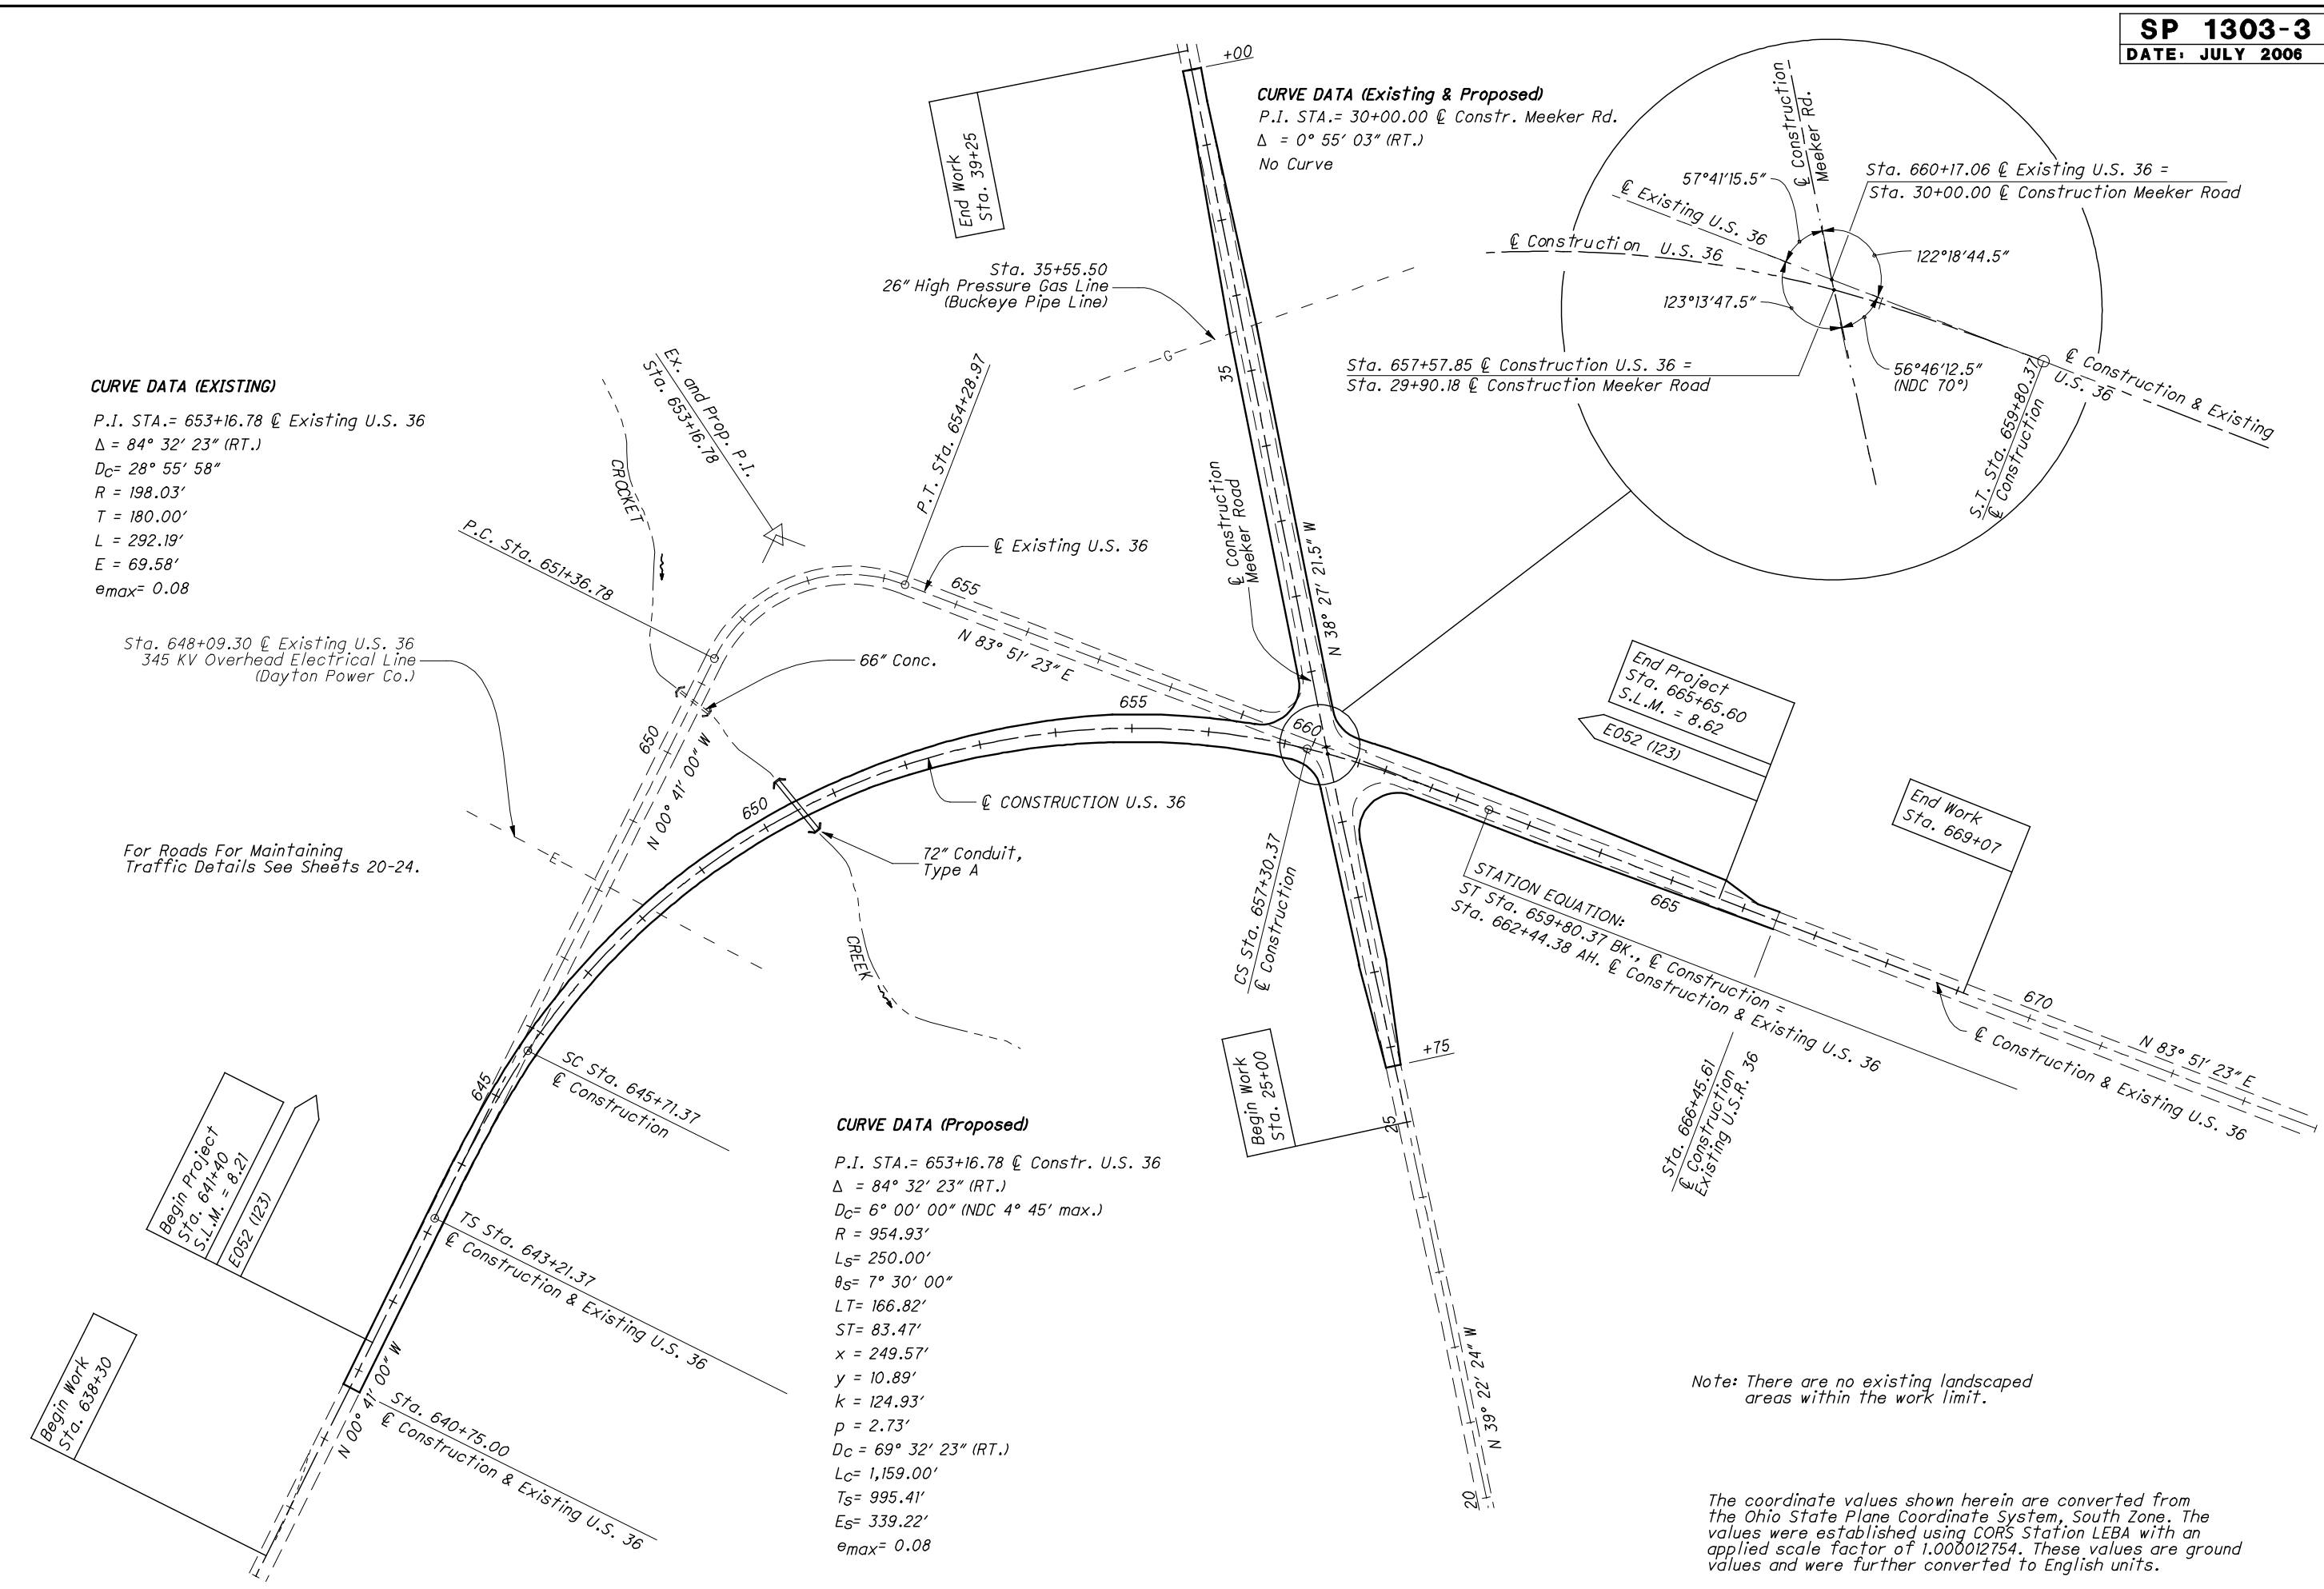 SP 1303-3
DATE: JULY 2006
+00
CURVE DATA (Existing & Proposed)
P.I. STA.= 30+00.00 ℄ Constr. Meeker Rd.
Δ = 0° 55' 03" (RT.)
No Curve
End Work
Sta. 39+25
℄ Construction
Meeker Rd.
Sta. 660+17.06 ℄ Existing U.S. 36 =
Sta. 30+00.00 ℄ Construction Meeker Road
57°41'15.5"
℄ Existing U.S. 36
℄ Construction U.S. 36
122°18'44.5"
123°13'47.5"
Sta. 657+57.85 ℄ Construction U.S. 36 =
Sta. 29+90.18 ℄ Construction Meeker Road
56°46'12.5"
(NDC 70°)
℄ Construction & Existing
U.S. 36
S.T. Sta. 659+80.37
℄ Construction
Sta. 35+55.50
26" High Pressure Gas Line
(Buckeye Pipe Line)
G
35
CURVE DATA (EXISTING)
P.I. STA.= 653+16.78 ℄ Existing U.S. 36
Δ = 84° 32' 23" (RT.)
Dc= 28° 55' 58"
R = 198.03'
T = 180.00'
L = 292.19'
E = 69.58'
emax= 0.08
Ex. and Prop. P.I.
Sta. 653+16.78
P.T. Sta. 654+28.97
CROCKET
P.C. Sta. 651+36.78
℄ Existing U.S. 36
655
N 83° 51' 23" E
℄ Construction
Meeker Road
N 38° 27' 21.5" W
Sta. 648+09.30 ℄ Existing U.S. 36
345 KV Overhead Electrical Line
(Dayton Power Co.)
66" Conc.
650
N 00° 41' 00" W
655
660
650
℄ CONSTRUCTION U.S. 36
72" Conduit,
Type A
E
CREEK
For Roads For Maintaining
Traffic Details See Sheets 20-24.
End Project
Sta. 665+65.60
S.L.M. = 8.62
E052 (123)
End Work
Sta. 669+07
CS Sta. 657+30.37
℄ Construction
STATION EQUATION:
ST Sta. 659+80.37 BK., ℄ Construction =
Sta. 662+44.38 AH. ℄ Construction & Existing U.S. 36
665
670
N 83° 51' 23" E
℄ Construction & Existing U.S. 36
Sta. 666+45.61
℄ Construction
Existing U.S.R. 36
+75
Begin Work
Sta. 25+00
25
645
SC Sta. 645+71.37
℄ Construction
Begin Project
Sta. 641+40
S.L.M. = 8.21
E052 (123)
TS Sta. 643+21.37
℄ Construction & Existing U.S. 36
Begin Work
Sta. 638+30
N 00° 41' 00" W
Sta. 640+75.00
℄ Construction & Existing U.S. 36
CURVE DATA (Proposed)
P.I. STA.= 653+16.78 ℄ Constr. U.S. 36
Δ = 84° 32' 23" (RT.)
Dc= 6° 00' 00" (NDC 4° 45' max.)
R = 954.93'
Ls= 250.00'
θs= 7° 30' 00"
LT= 166.82'
ST= 83.47'
x = 249.57'
y = 10.89'
k = 124.93'
p = 2.73'
Dc = 69° 32' 23" (RT.)
Lc= 1,159.00'
Ts= 995.41'
Es= 339.22'
emax= 0.08
N 39° 22' 24" W
20
Note: There are no existing landscaped
areas within the work limit.
The coordinate values shown herein are converted from
the Ohio State Plane Coordinate System, South Zone. The
values were established using CORS Station LEBA with an
applied scale factor of 1.000012754. These values are ground
values and were further converted to English units.